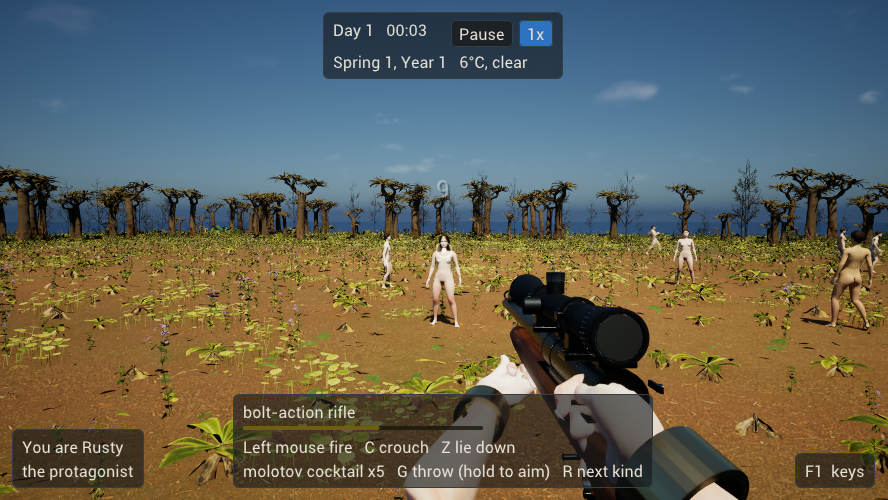 Day 1 00:03 Pause 1x
Spring 1, Year 1 6°C, clear
9
bolt-action rifle
Left mouse fire C crouch Z lie down
molotov cocktail x5 G throw (hold to aim) R next kind
You are Rusty
the protagonist
F1 keys